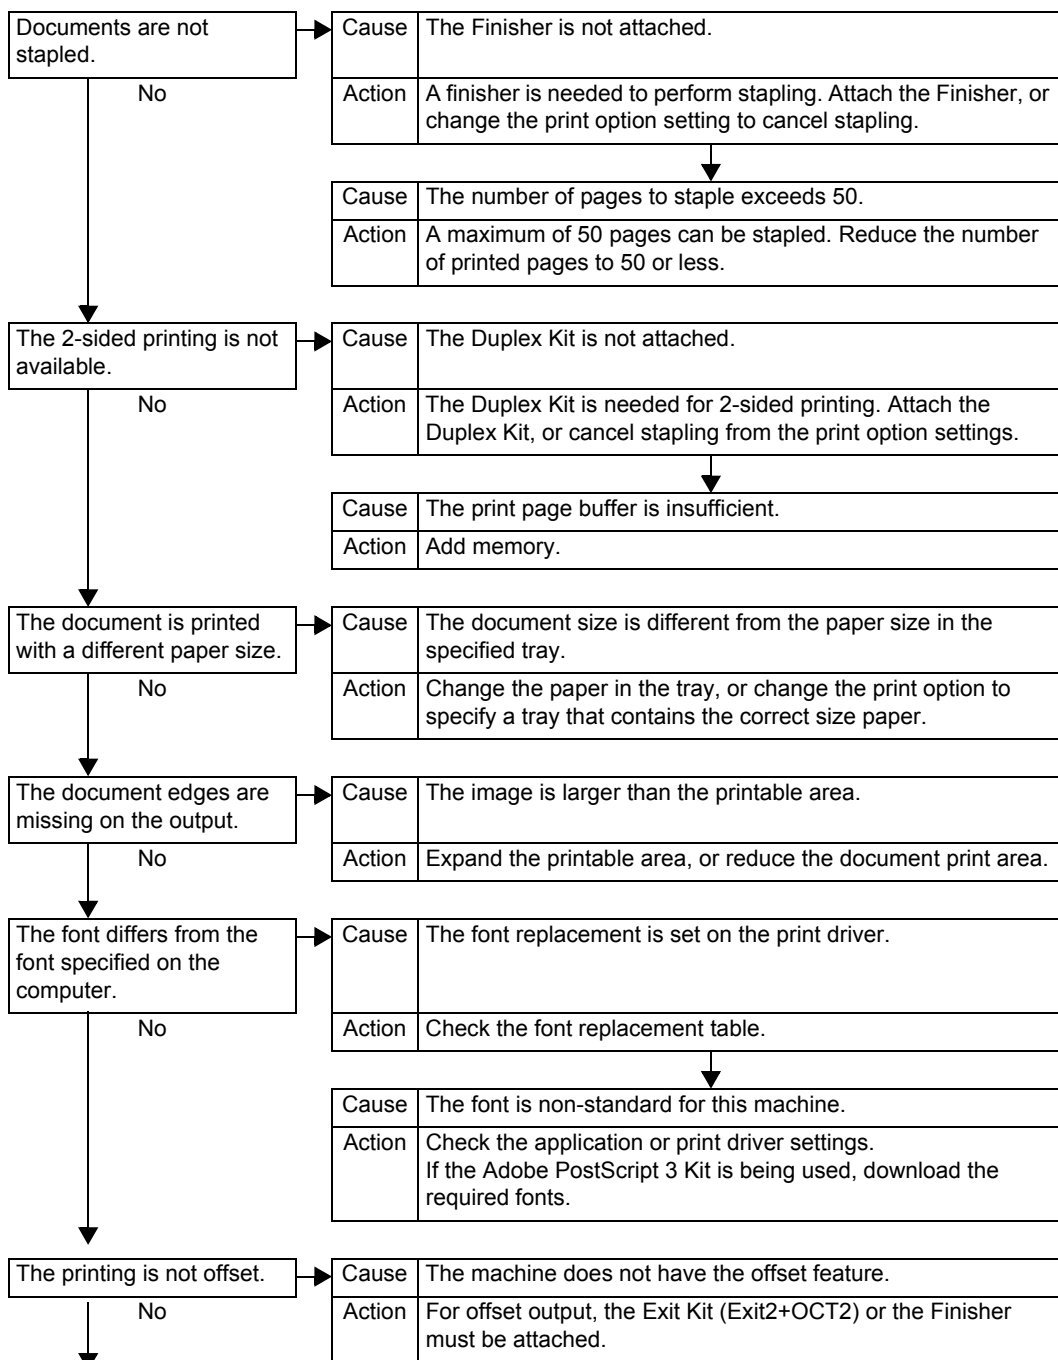 Documents are not
stapled.
Cause
The Finisher is not attached.
No
Action
A finisher is needed to perform stapling. Attach the Finisher, or
change the print option setting to cancel stapling.
Cause
The number of pages to staple exceeds 50.
Action
A maximum of 50 pages can be stapled. Reduce the number
of printed pages to 50 or less.
The 2-sided printing is not
available.
Cause
The Duplex Kit is not attached.
No
Action
The Duplex Kit is needed for 2-sided printing. Attach the
Duplex Kit, or cancel stapling from the print option settings.
Cause
The print page buffer is insufficient.
Action
Add memory.
The document is printed
with a different paper size.
Cause
The document size is different from the paper size in the
specified tray.
No
Action
Change the paper in the tray, or change the print option to
specify a tray that contains the correct size paper.
The document edges are
missing on the output.
Cause
The image is larger than the printable area.
No
Action
Expand the printable area, or reduce the document print area.
The font differs from the
font specified on the
computer.
Cause
The font replacement is set on the print driver.
No
Action
Check the font replacement table.
Cause
The font is non-standard for this machine.
Action
Check the application or print driver settings.
If the Adobe PostScript 3 Kit is being used, download the
required fonts.
The printing is not offset.
Cause
The machine does not have the offset feature.
No
Action
For offset output, the Exit Kit (Exit2+OCT2) or the Finisher
must be attached.